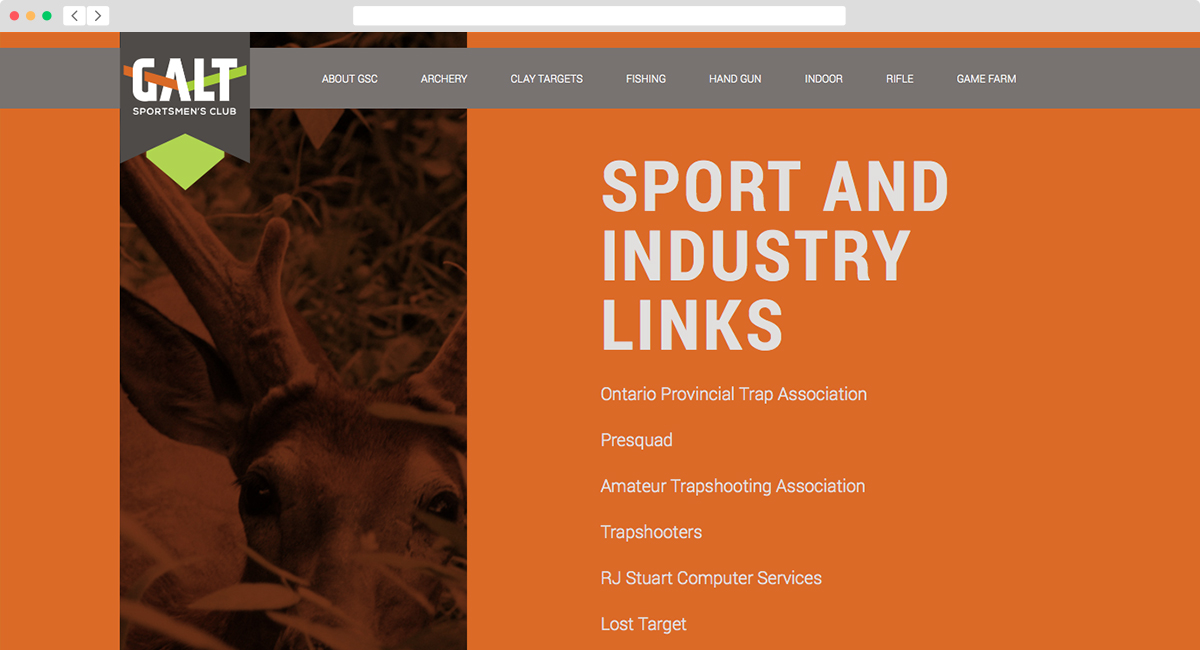 GALT
SPORTSMEN'S CLUB
ABOUT GSC
ARCHERY
CLAY TARGETS
FISHING
HAND GUN
INDOOR
RIFLE
GAME FARM
SPORT AND
INDUSTRY
LINKS
Ontario Provincial Trap Association
Presquad
Amateur Trapshooting Association
Trapshooters
RJ Stuart Computer Services
Lost Target